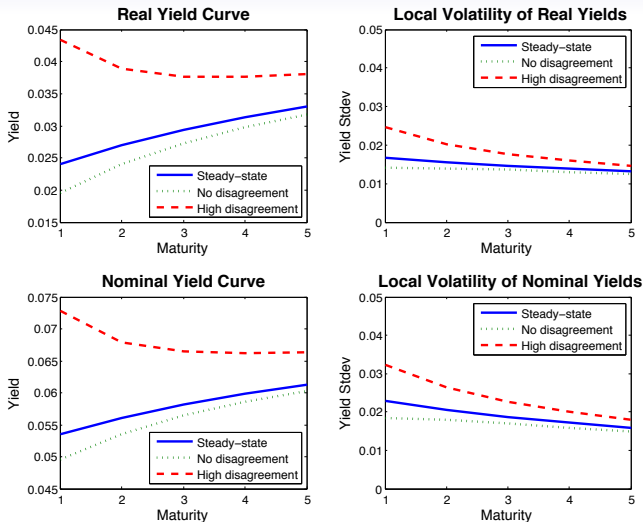 Real Yield Curve
0.045
0.04
0.035
0.03
0.025
0.02
0.015
Yield
1 2 3 4 5
Maturity
Steady−state
No disagreement
High disagreement
Local Volatility of Real Yields
0.05
0.04
0.03
0.02
0.01
0
Yield Stdev
1 2 3 4 5
Maturity
Steady−state
No disagreement
High disagreement
Nominal Yield Curve
0.075
0.07
0.065
0.06
0.055
0.05
0.045
Yield
1 2 3 4 5
Maturity
Steady−state
No disagreement
High disagreement
Local Volatility of Nominal Yields
0.05
0.04
0.03
0.02
0.01
0
Yield Stdev
1 2 3 4 5
Maturity
Steady−state
No disagreement
High disagreement